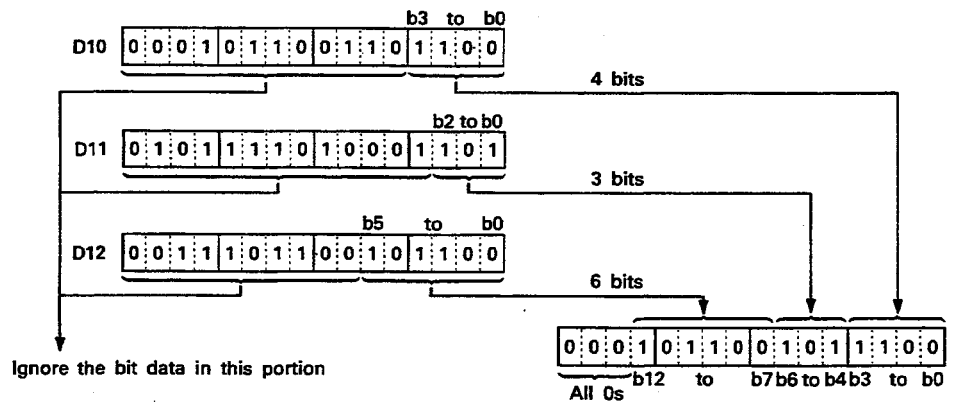 b3 to b0
D10 0 0 0 1 0 1 1 0 0 1 1 0 1 1 0 0
4 bits
b2 to b0
D11 0 1 0 1 1 1 1 0 1 0 0 0 1 1 0 1
3 bits
b5 to b0
D12 0 0 1 1 1 0 1 1 0 0 1 0 1 1 0 0
6 bits
0 0 0 1 0 1 1 0 0 1 0 1 1 1 0 0
Ignore the bit data in this portion
b12 to b7 b6 to b4 b3 to b0
All 0s